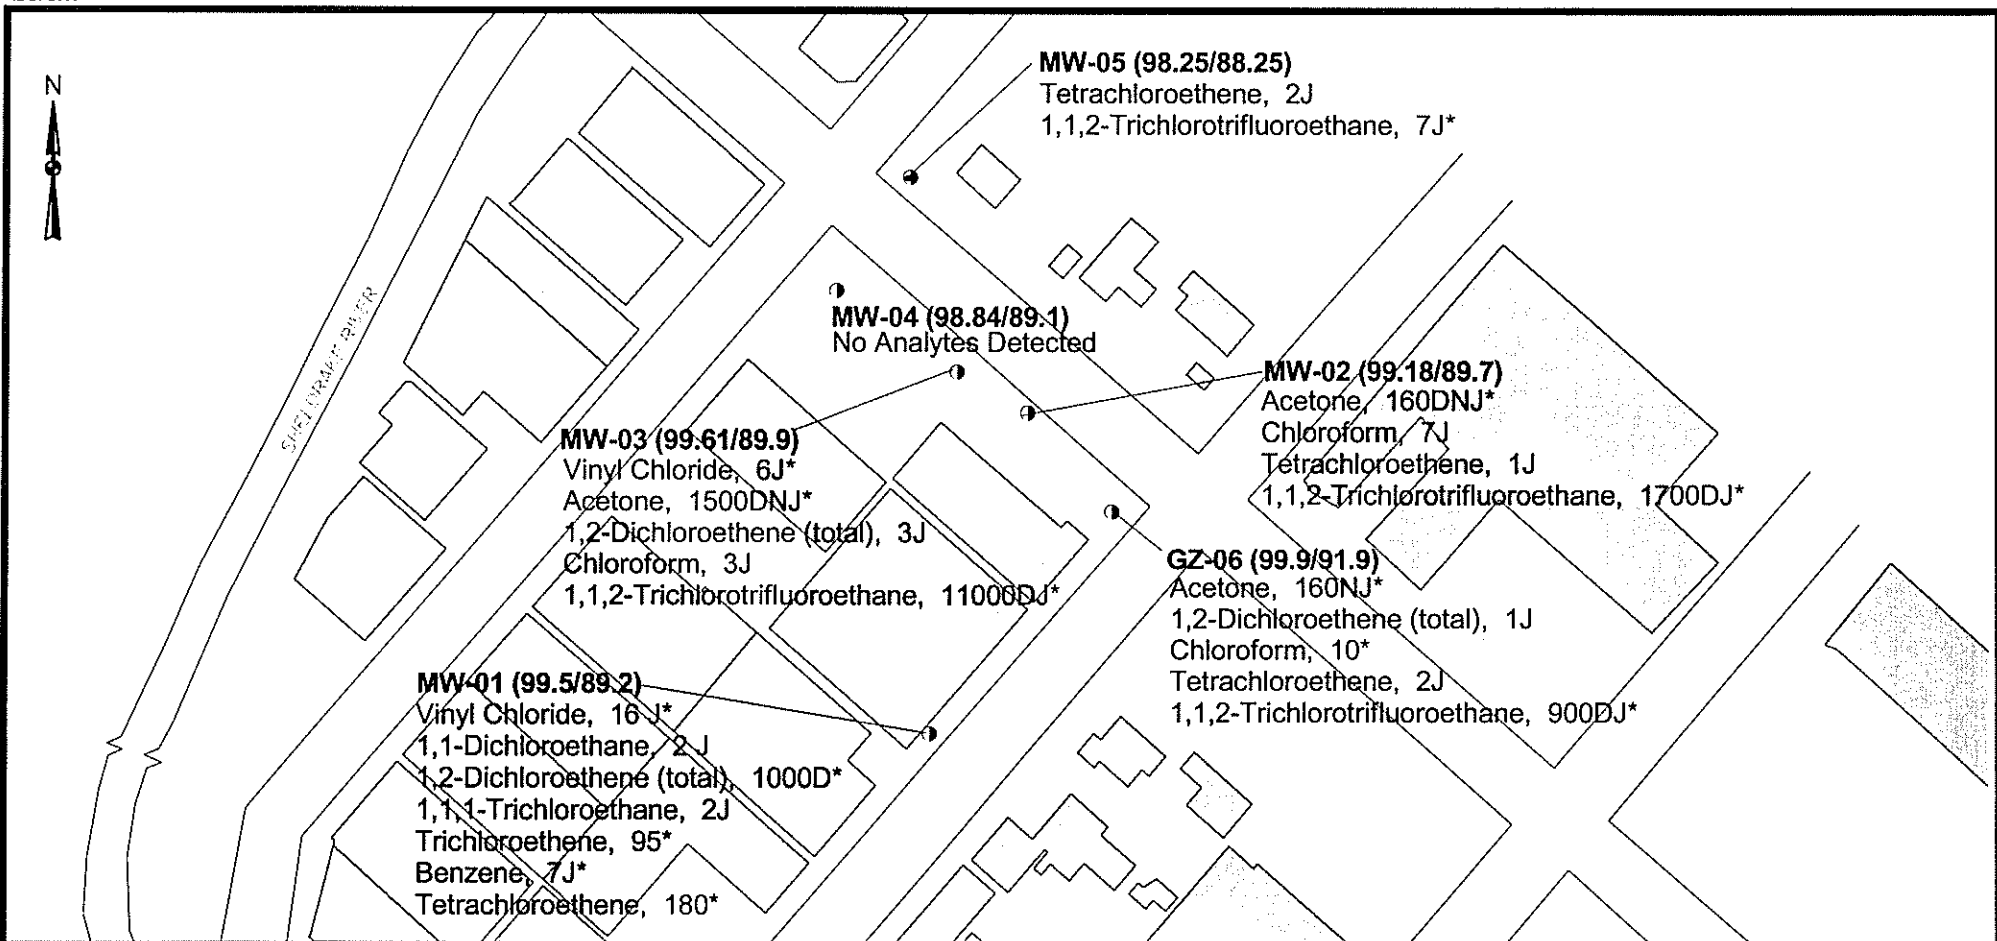 N
MW-05 (98.25/88.25)
Tetrachloroethene, 2J
1,1,2-Trichlorotrifluoroethane, 7J*
SHELDRAKE RIVER
MW-04 (98.84/89.1)
No Analytes Detected
MW-02 (99.18/89.7)
Acetone, 160DNJ*
Chloroform, 7J
Tetrachloroethene, 1J
1,1,2-Trichlorotrifluoroethane, 1700DJ*
MW-03 (99.61/89.9)
Vinyl Chloride, 6J*
Acetone, 1500DNJ*
1,2-Dichloroethene (total), 3J
Chloroform, 3J
1,1,2-Trichlorotrifluoroethane, 11000DJ*
GZ-06 (99.9/91.9)
Acetone, 160NJ*
1,2-Dichloroethene (total), 1J
Chloroform, 10*
Tetrachloroethene, 2J
1,1,2-Trichlorotrifluoroethane, 900DJ*
MW-01 (99.5/89.2)
Vinyl Chloride, 16 J*
1,1-Dichloroethane, 2 J
1,2-Dichloroethene (total), 1000D*
1,1,1-Trichloroethane, 2J
Trichloroethene, 95*
Benzene, 7J*
Tetrachloroethene, 180*